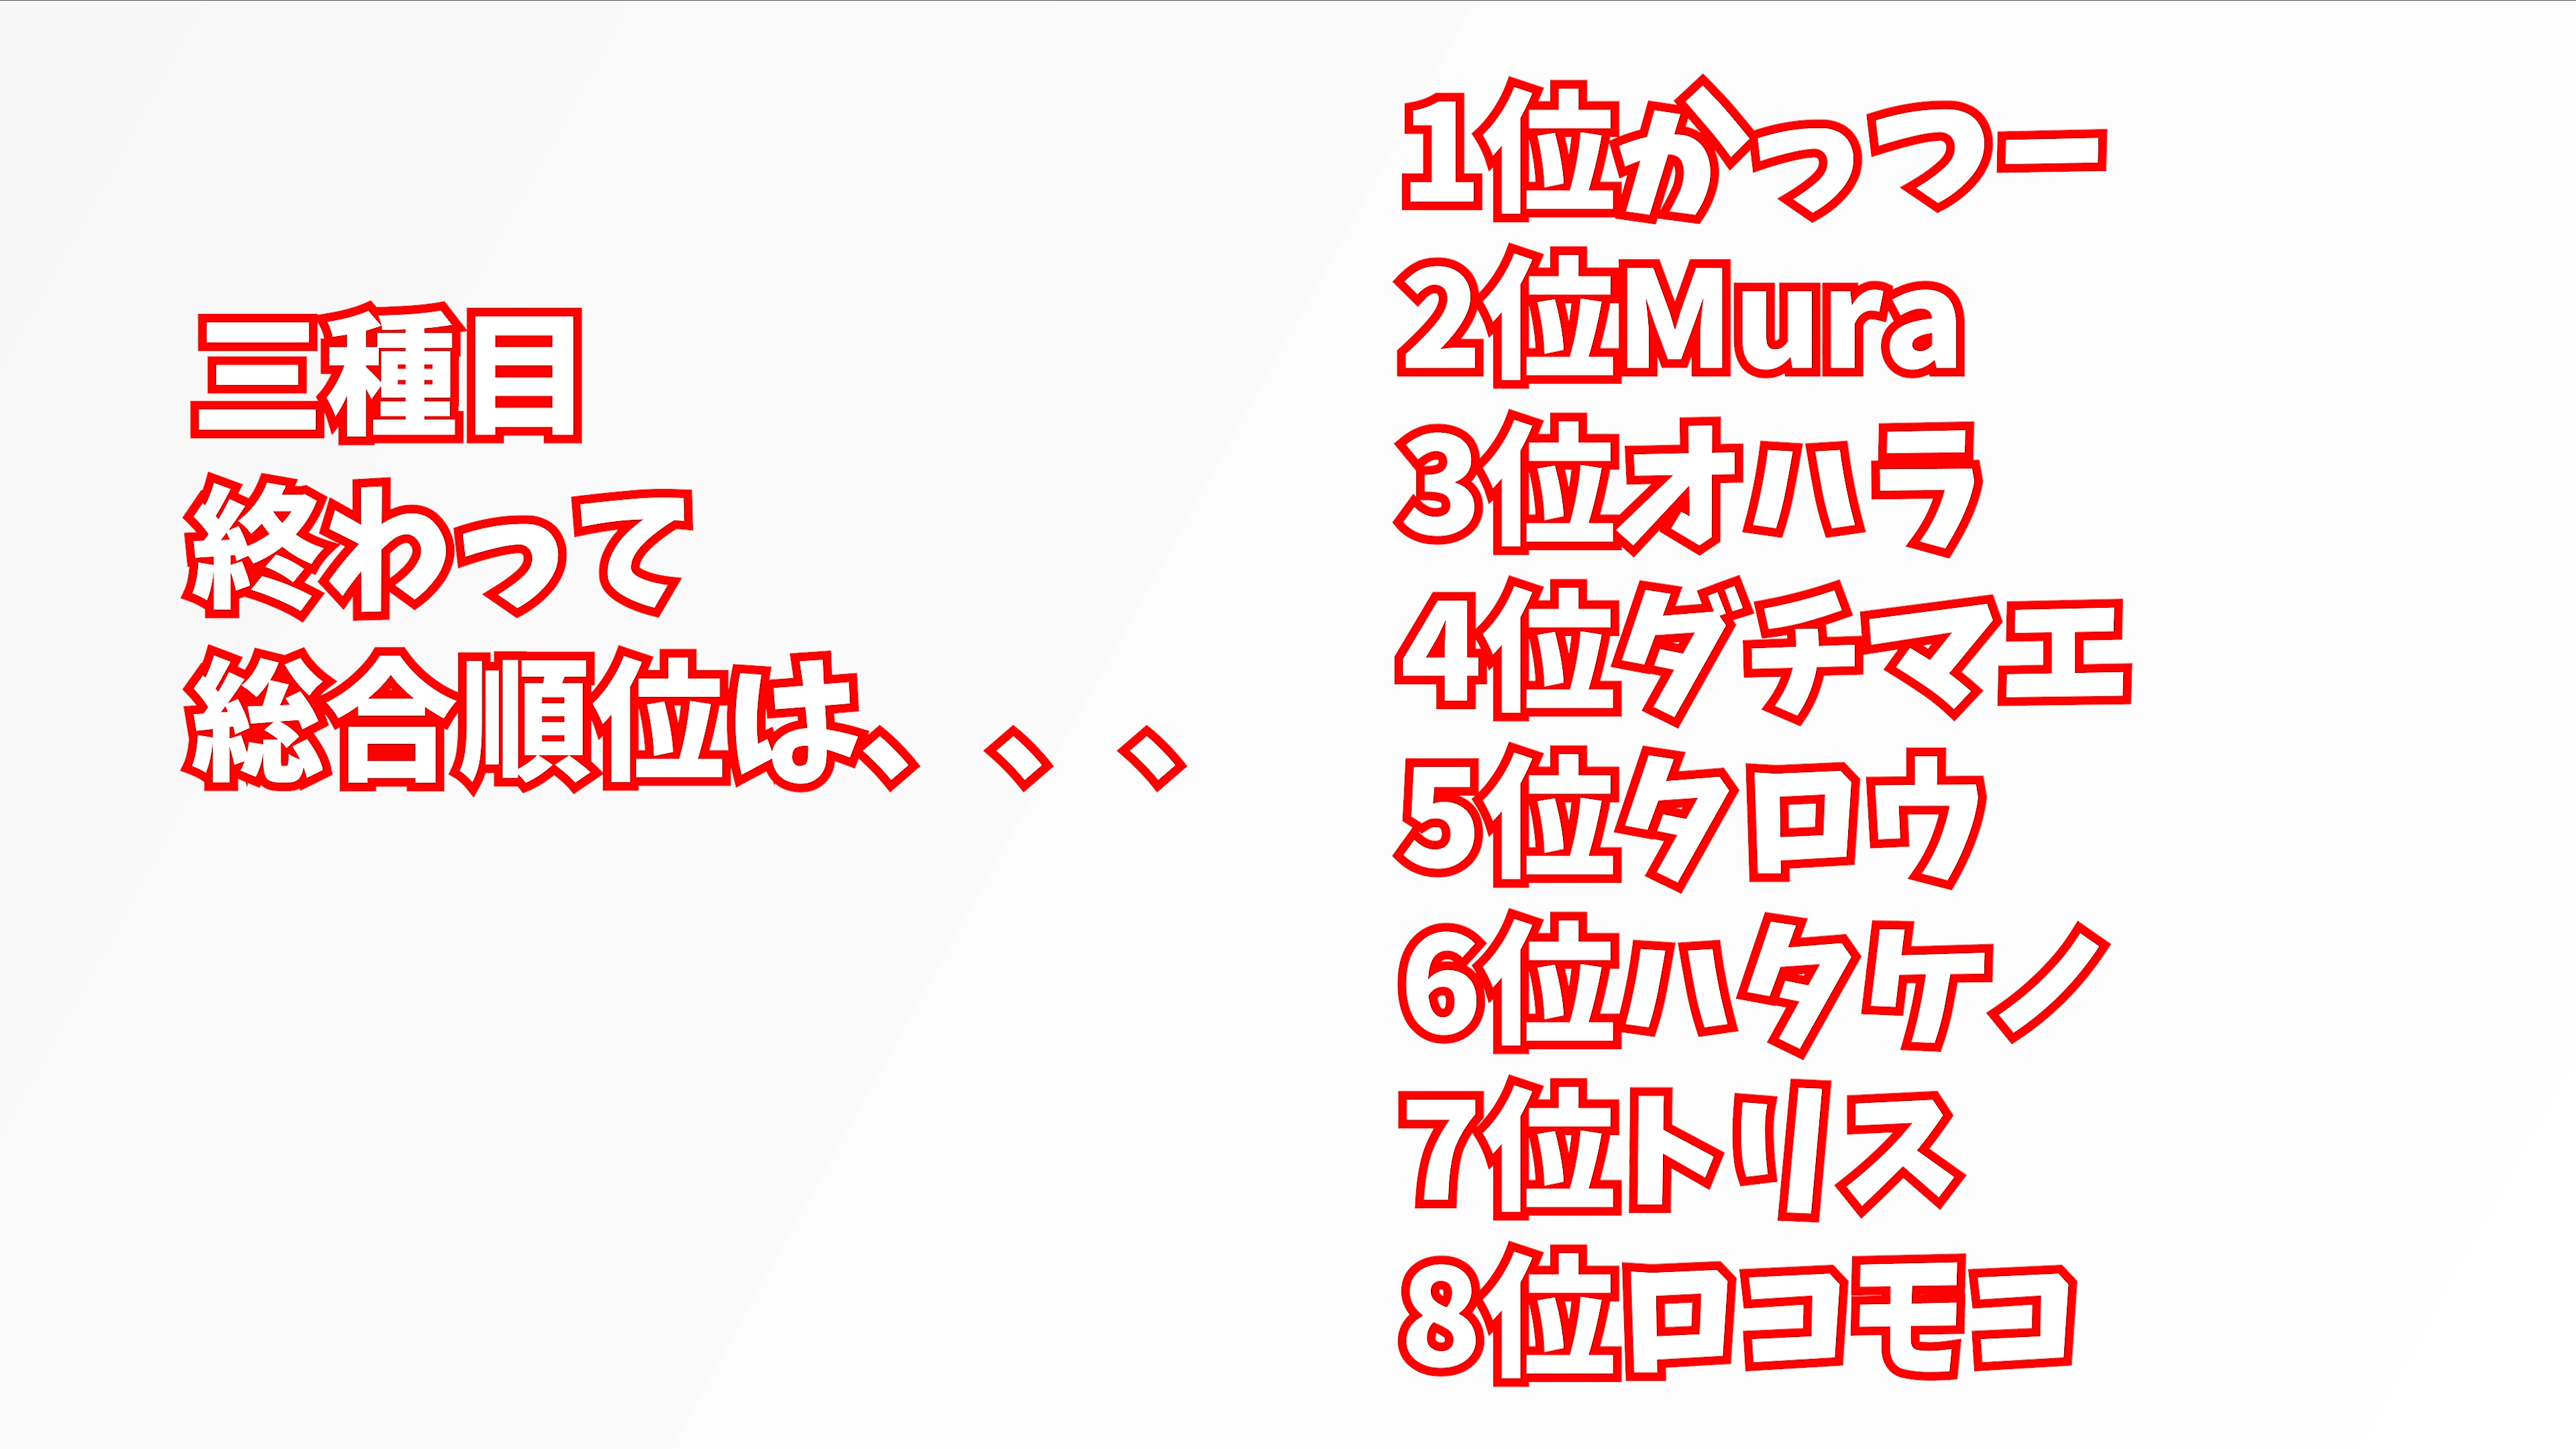 三種目
終わって
総合順位は、、、
1位かっつー
2位Mura
3位オハラ
4位ダチマエ
5位タロウ
6位ハタケノ
7位トリス
8位ロコモコ